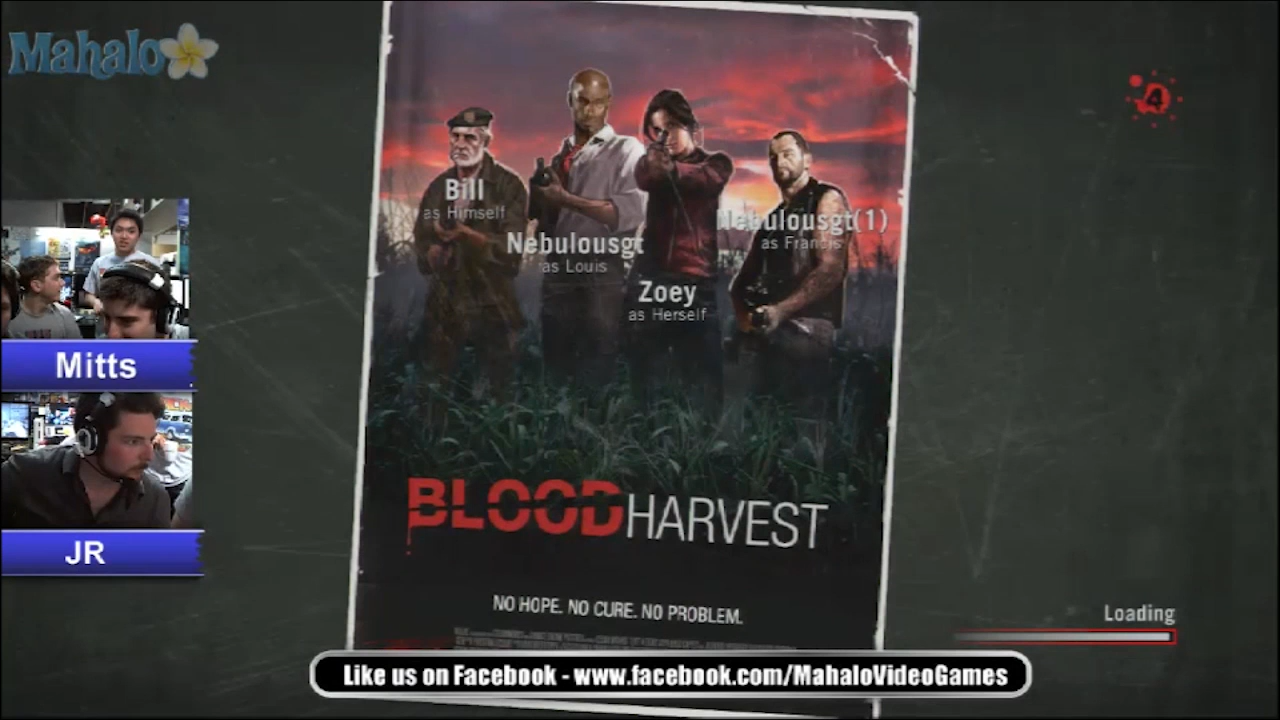 Mahalo
4
Bill
as Himself
Nebulousgt
as Louis
Zoey
as Herself
Nebulousgt(1)
as Francis
Mitts
JR
BLOODHARVEST
NO HOPE. NO CURE. NO PROBLEM.
Loading
Like us on Facebook - www.facebook.com/MahaloVideoGames